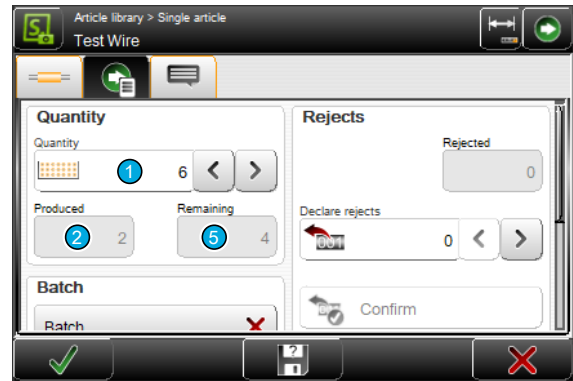 Article library > Single article
Test Wire
Quantity
Quantity
1
6
Produced
Remaining
2
2
5
4
Batch
Batch
Rejects
Rejected
0
Declare rejects
001
0
Confirm